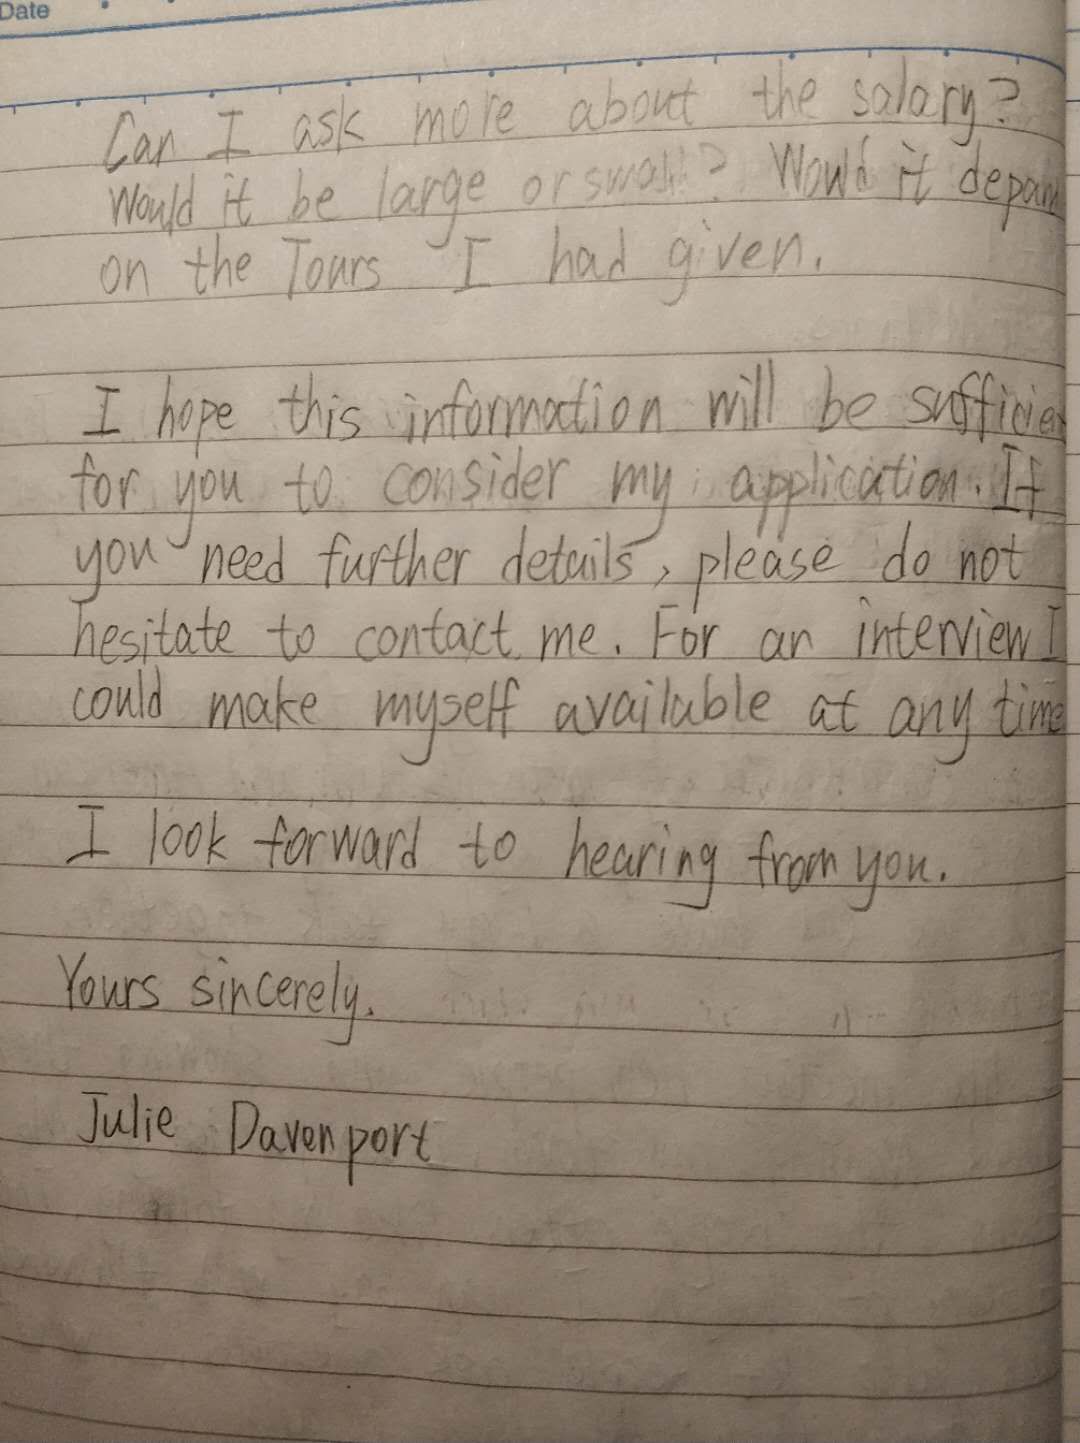 Date
Can I ask more about the salary?
Would it be large or small? Would it depan
on the Tours I had given.
I hope this information will be sufficien
for you to consider my application. If
you need further details, please do not
hesitate to contact me. For an interview I
could make myself available at any time
I look forward to hearing from you.
Yours sincerely.
Julie Davenport